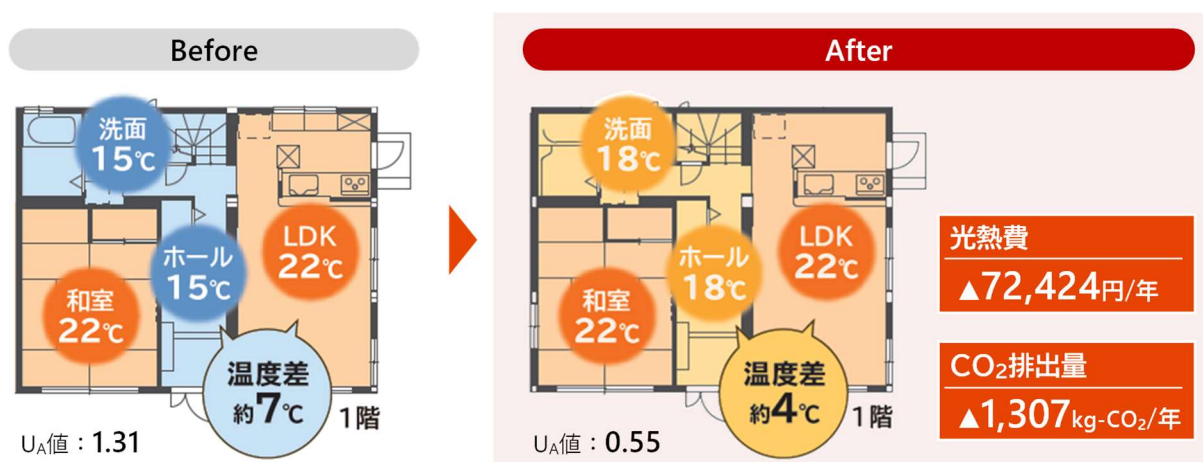 Before
洗面
15℃
LDK
22℃
ホール
15℃
和室
22℃
温度差
約7℃
1階
UA値：1.31
After
洗面
18℃
LDK
22℃
ホール
18℃
和室
22℃
温度差
約4℃
1階
UA値：0.55
光熱費
▲72,424円/年
CO₂排出量
▲1,307kg-CO₂/年